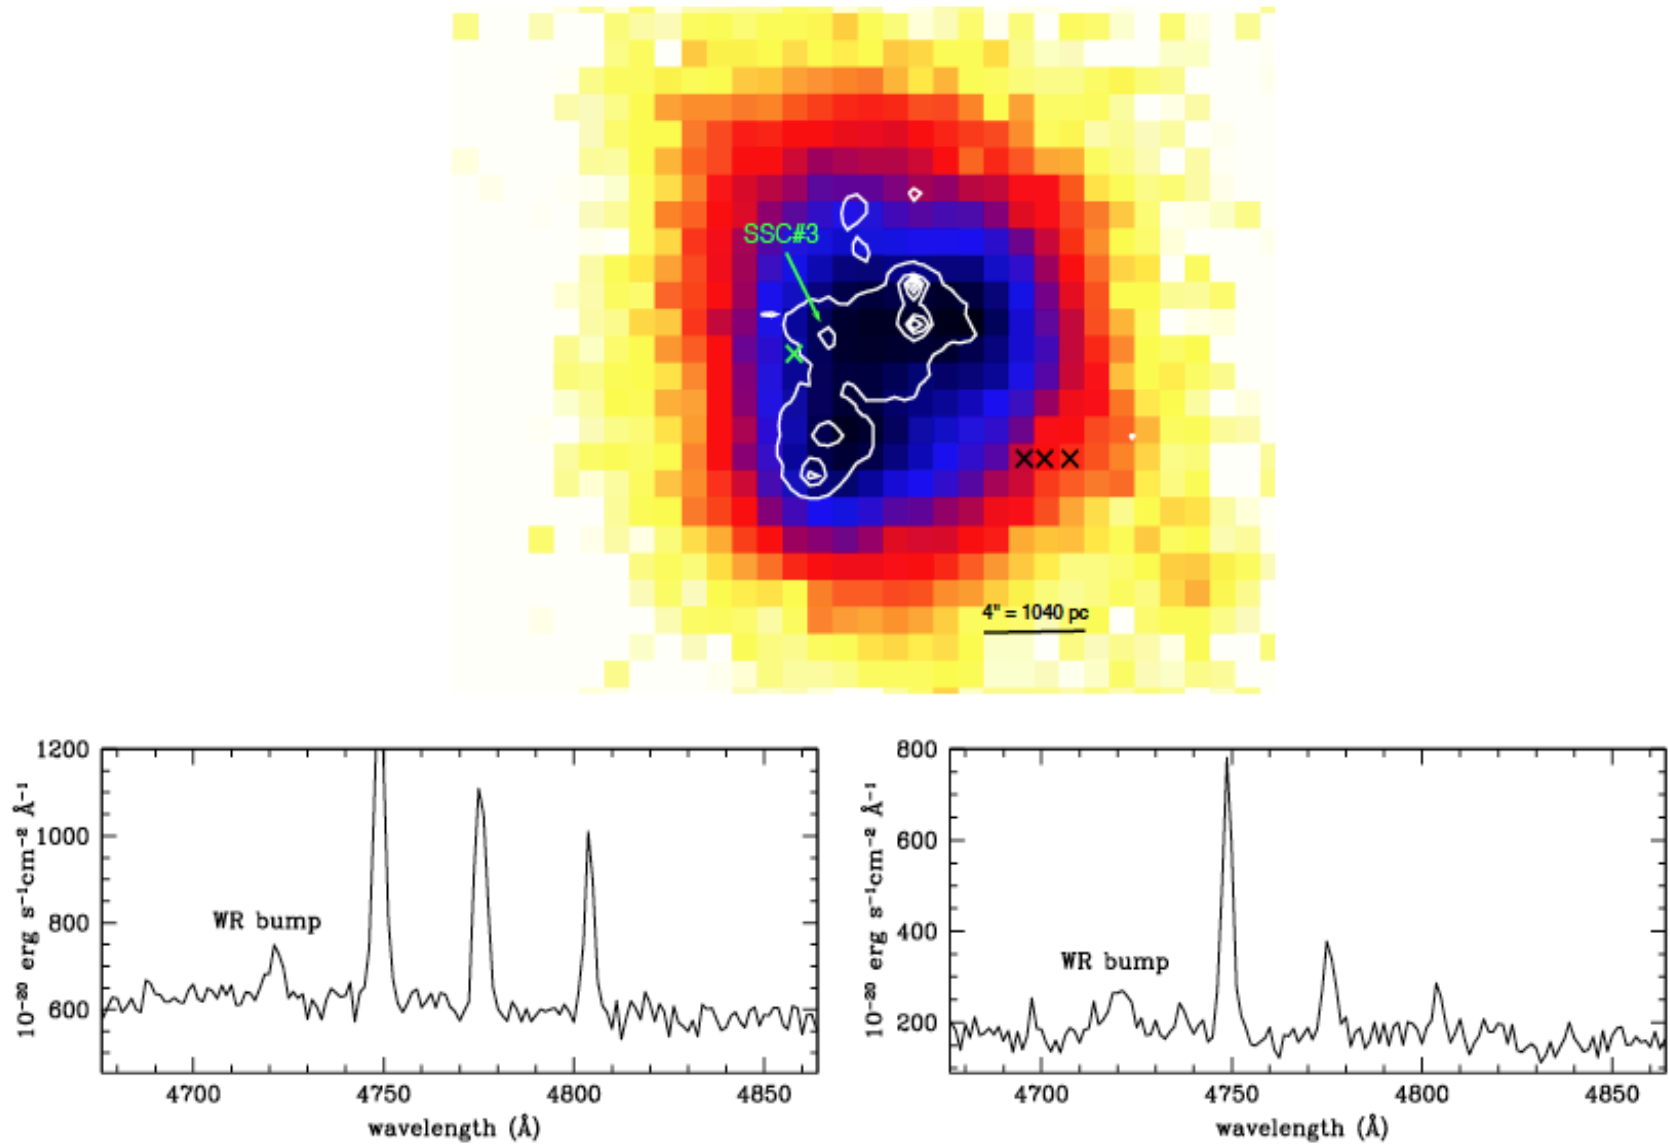 SSC#3
4" = 1040 pc
1200
1000
800
600
10⁻²⁰ erg s⁻¹cm⁻² Å⁻¹
WR bump
4700 4750 4800 4850
wavelength (Å)
800
600
400
200
10⁻²⁰ erg s⁻¹cm⁻² Å⁻¹
WR bump
4700 4750 4800 4850
wavelength (Å)